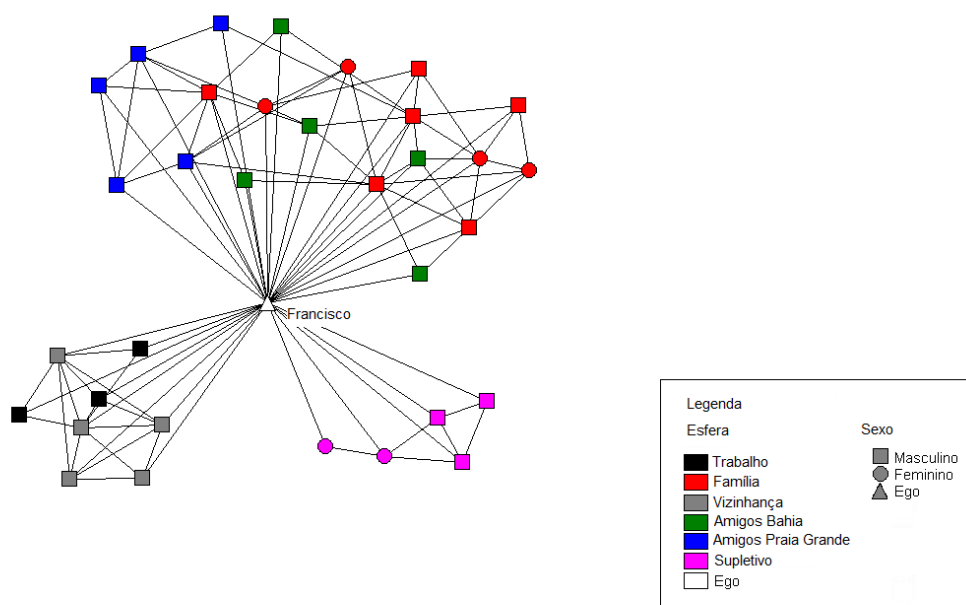 Francisco
Legenda
Esfera
Sexo
Trabalho
Família
Vizinhança
Amigos Bahia
Amigos Praia Grande
Supletivo
Ego
Masculino
Feminino
Ego